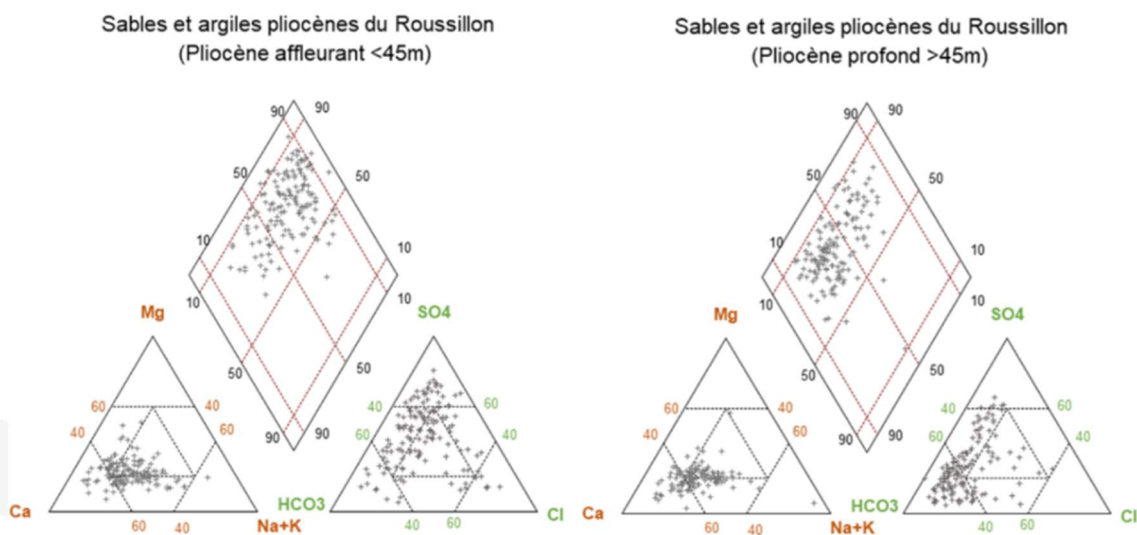 Sables et argiles pliocènes du Roussillon
(Pliocène affleurant <45m)
90 90
50 50
10 10
10 10
50 50
90 90
Mg
SO4
60 40
40 60
40 60
60 40
Ca
60 40
Na+K
HCO3
40 60
Cl
Sables et argiles pliocènes du Roussillon
(Pliocène profond >45m)
90 90
50 50
10 10
10 10
50 50
90 90
Mg
SO4
60 40
40 60
40 60
60 40
Ca
60 40
Na+K
HCO3
40 60
Cl